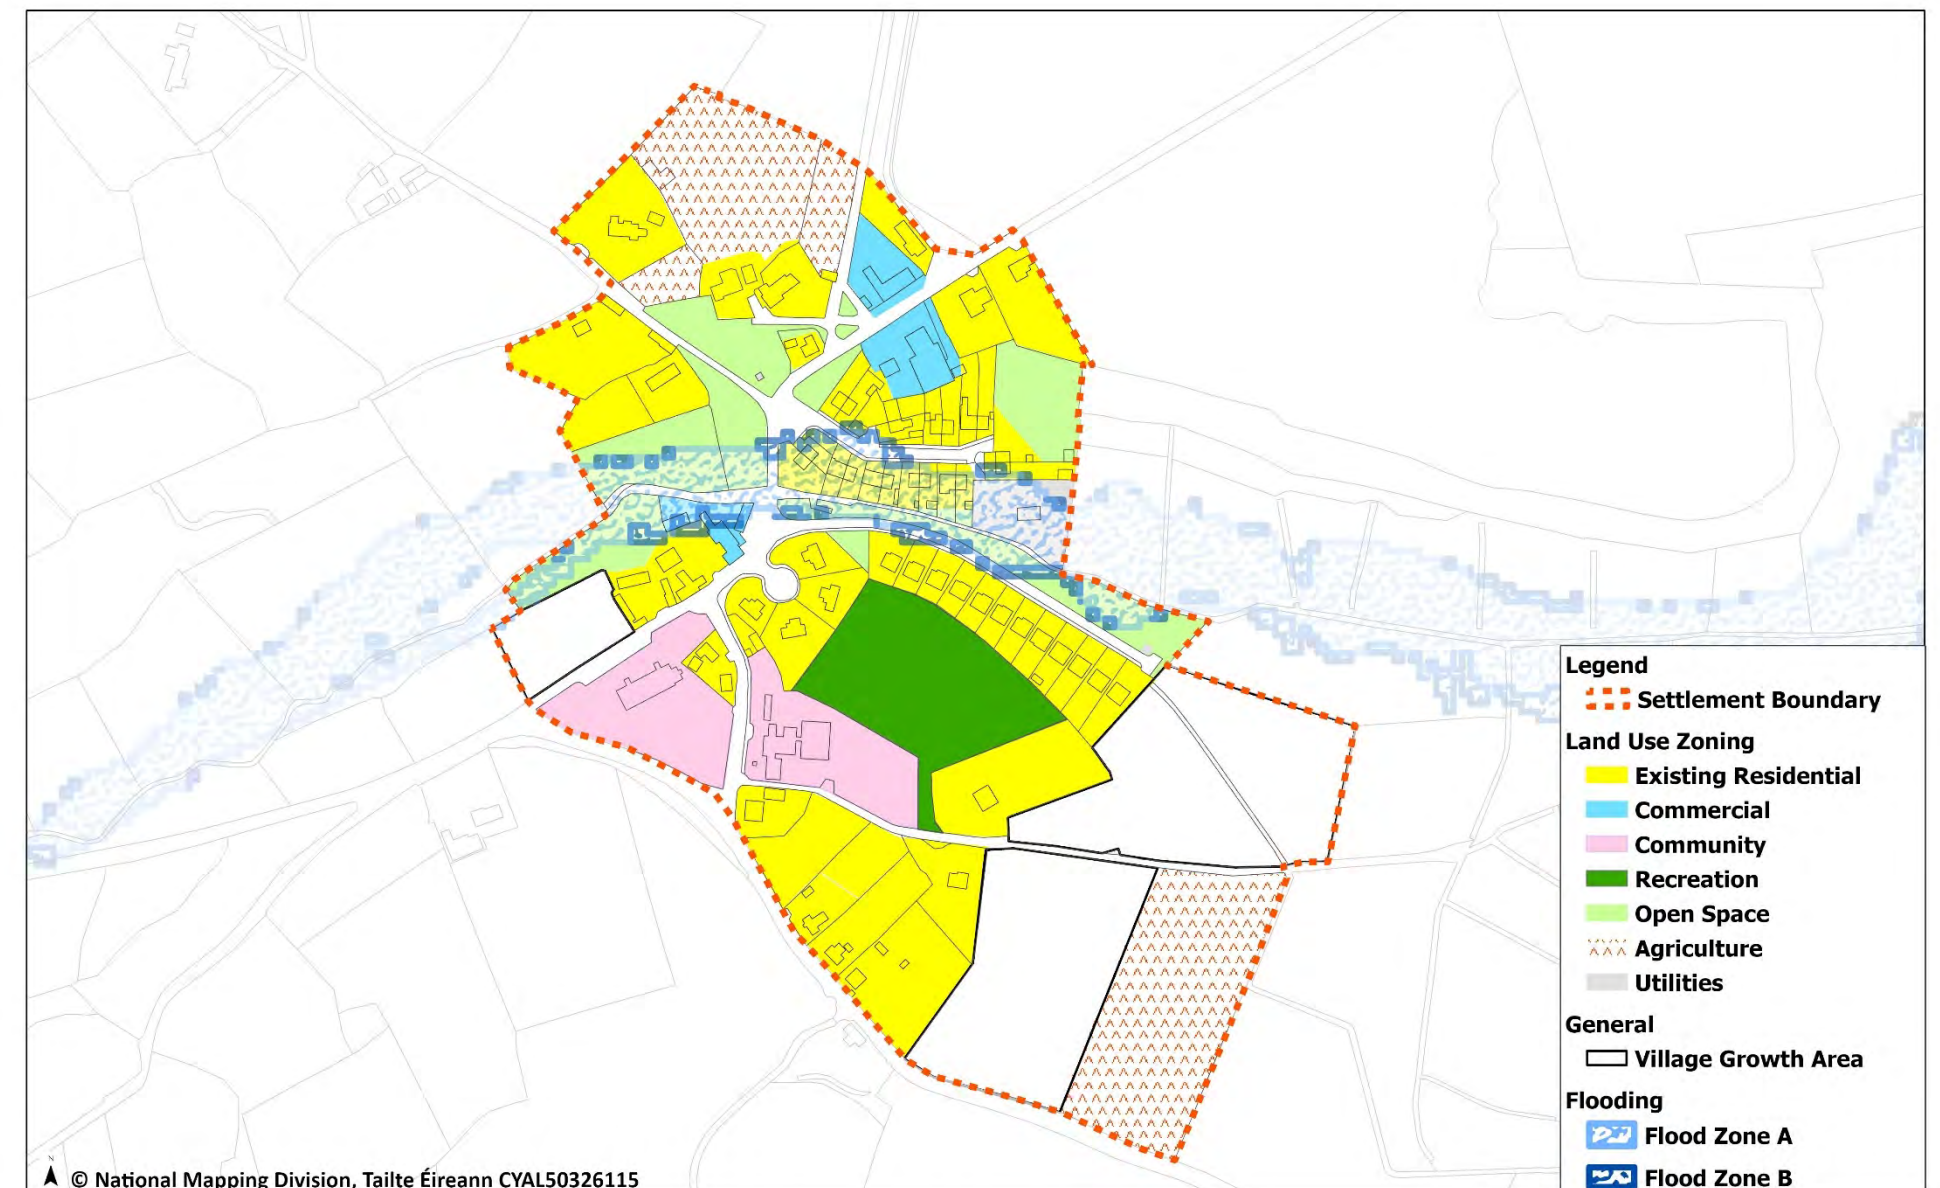 Legend
Settlement Boundary
Land Use Zoning
Existing Residential
Commercial
Community
Recreation
Open Space
Agriculture
Utilities
General
Village Growth Area
Flooding
Flood Zone A
Flood Zone B
N
© National Mapping Division, Tailte Éireann CYAL50326115